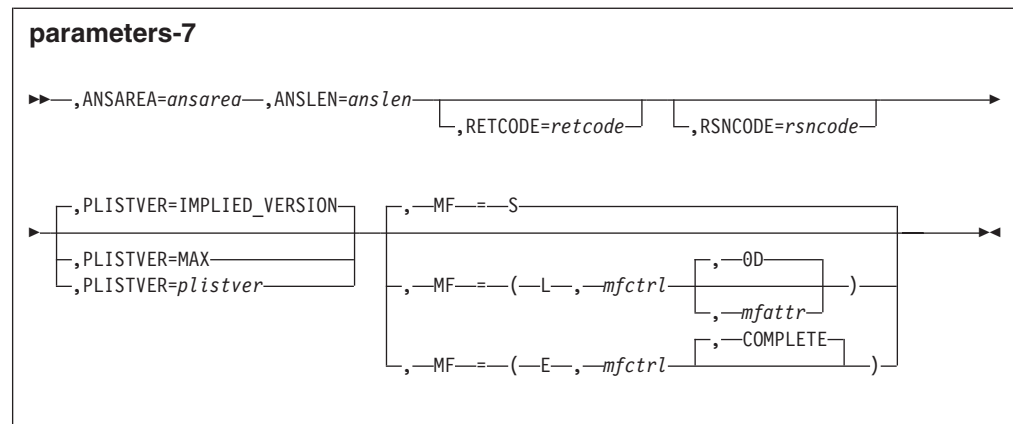 parameters-7
,ANSAREA=ansarea ,ANSLEN=anslen
,RETCODE=retcode ,RSNCODE=rsncode
,PLISTVER=IMPLIED_VERSION , MF = S
,PLISTVER=MAX
,PLISTVER=plistver
, 0D
, MF = ( L , mfctrl )
, mfattr
, COMPLETE
, MF = ( E , mfctrl )